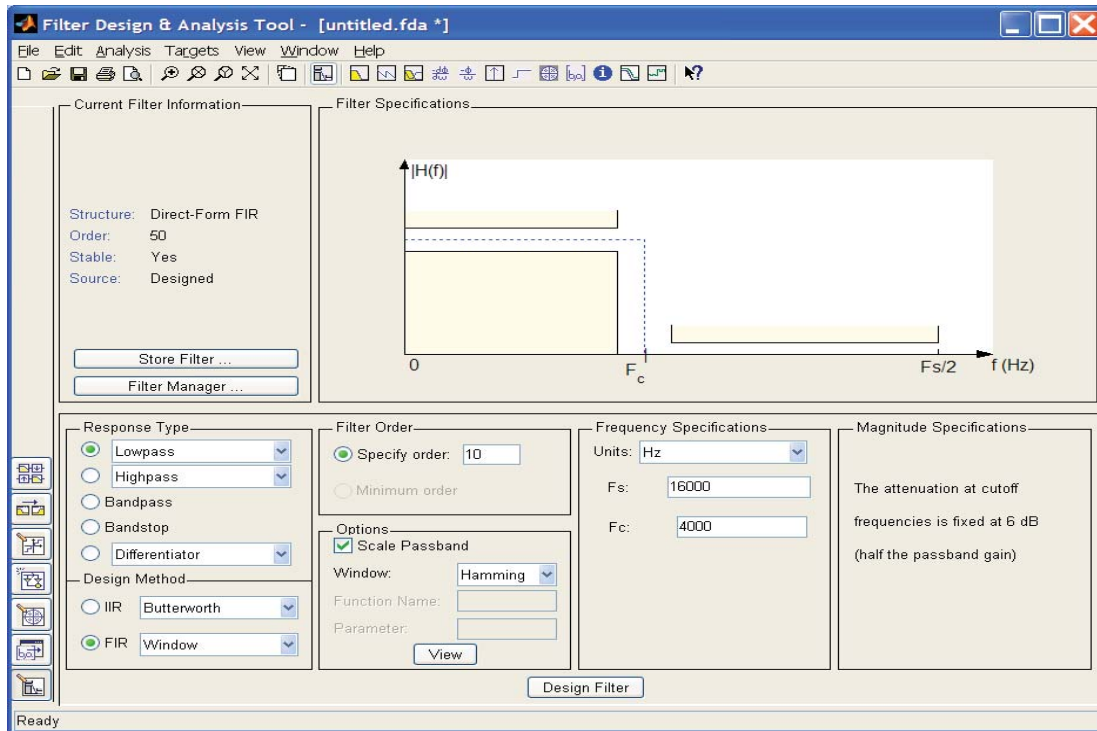 Filter Design & Analysis Tool - [untitled.fda *]
File Edit Analysis Targets View Window Help
Current Filter Information
Structure: Direct-Form FIR
Order: 50
Stable: Yes
Source: Designed
Store Filter ...
Filter Manager ...
Filter Specifications
|H(f)|
0
Fc
Fs/2
f (Hz)
Response Type
Lowpass
Highpass
Bandpass
Bandstop
Differentiator
Design Method
IIR Butterworth
FIR Window
Filter Order
Specify order: 10
Minimum order
Options
Scale Passband
Window: Hamming
Function Name:
Parameter:
View
Frequency Specifications
Units: Hz
Fs: 16000
Fc: 4000
Magnitude Specifications
The attenuation at cutoff
frequencies is fixed at 6 dB
(half the passband gain)
Design Filter
Ready